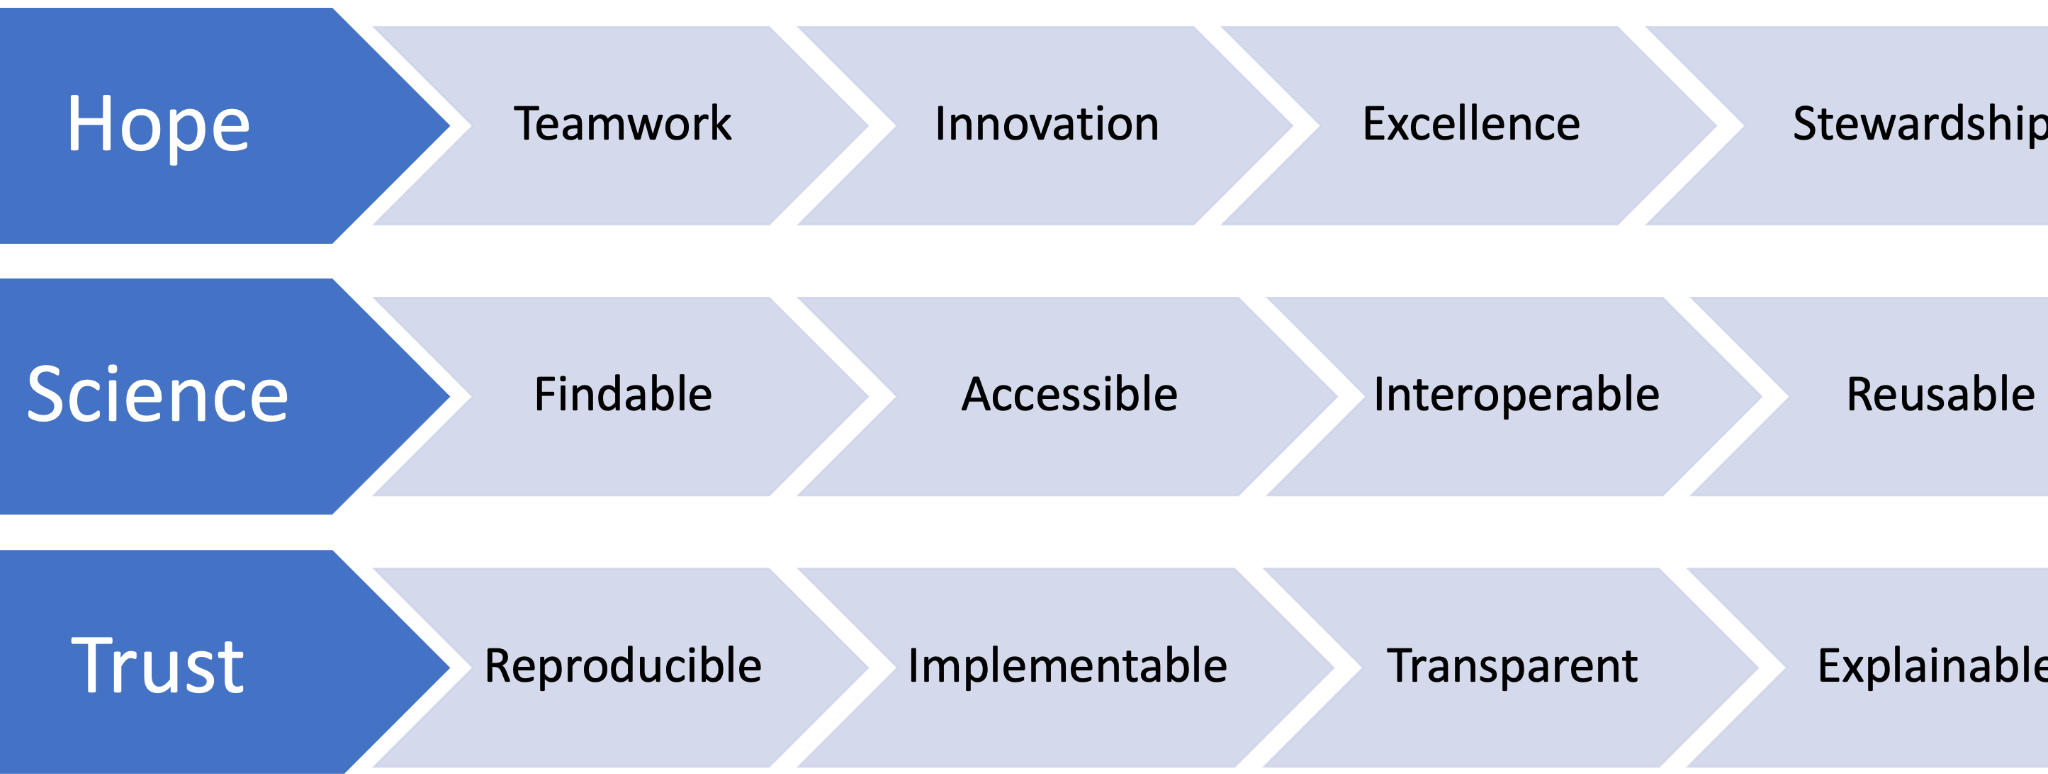 Hope
Teamwork
Innovation
Excellence
Stewardship
Science
Findable
Accessible
Interoperable
Reusable
Trust
Reproducible
Implementable
Transparent
Explainable